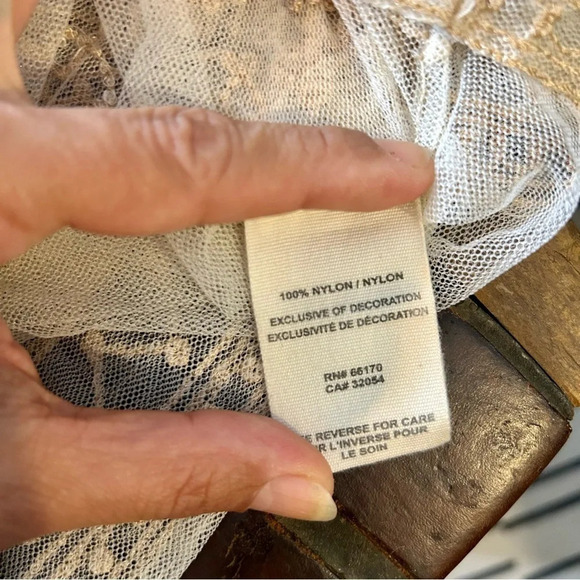 100% NYLON / NYLON
EXCLUSIVE OF DECORATION
EXCLUSIVITÉ DE DÉCORATION
RN# 66170
CA# 32054
REVERSE FOR CARE
L'INVERSE POUR
LE SOIN